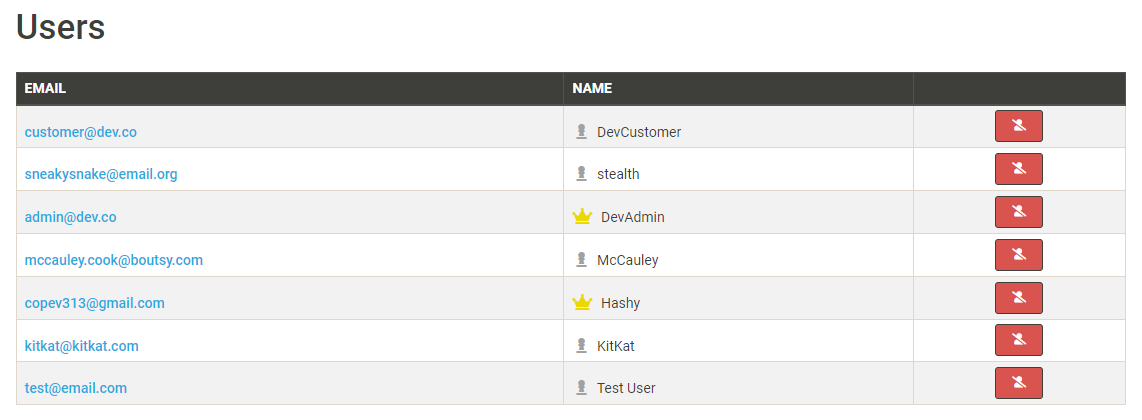 Users
EMAIL NAME
customer@dev.co DevCustomer
sneakysnake@email.org stealth
admin@dev.co DevAdmin
mccauley.cook@boutsy.com McCauley
copev313@gmail.com Hashy
kitkat@kitkat.com KitKat
test@email.com Test User